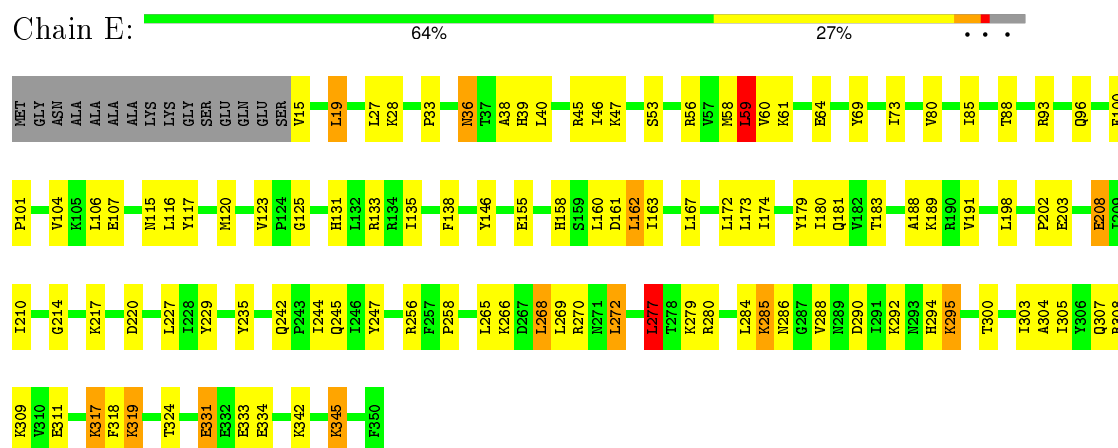 Chain E:
64% 27% • • •
MET GLY ASN ALA ALA ALA ALA ALA LYS LYS GLY SER GLU GLN GLU SER V15 L19 L27 K28 P33 N36 T37 A38 H39 L40 R45 I46 K47 S53 R56 V57 M58 L59 V60 K61 E64 Y69 I73 V80 I85 T88 R93 Q96 F100
P101 V104 K105 L106 E107 N115 L116 Y117 M120 V123 P124 G125 H131 L132 R133 R134 I135 F138 Y146 E155 H158 S159 L160 D161 L162 I163 L167 L172 L173 I174 Y179 I180 Q181 V182 T183 A188 K189 R190 V191 L198 P202 E203 E208 I209
I210 G214 K217 D220 L227 I228 Y229 Y235 Q242 P243 I244 Q245 I246 Y247 R256 F257 P258 L265 K266 D267 L268 L269 R270 N271 L272 L277 T278 K279 R280 L284 K285 N286 G287 V288 N289 D290 I291 K292 N293 H294 K295 T300 I303 A304 I305 Y306 Q307 R308
K309 V310 E311 K317 F318 K319 T324 E331 E332 E333 E334 K342 K345 F350